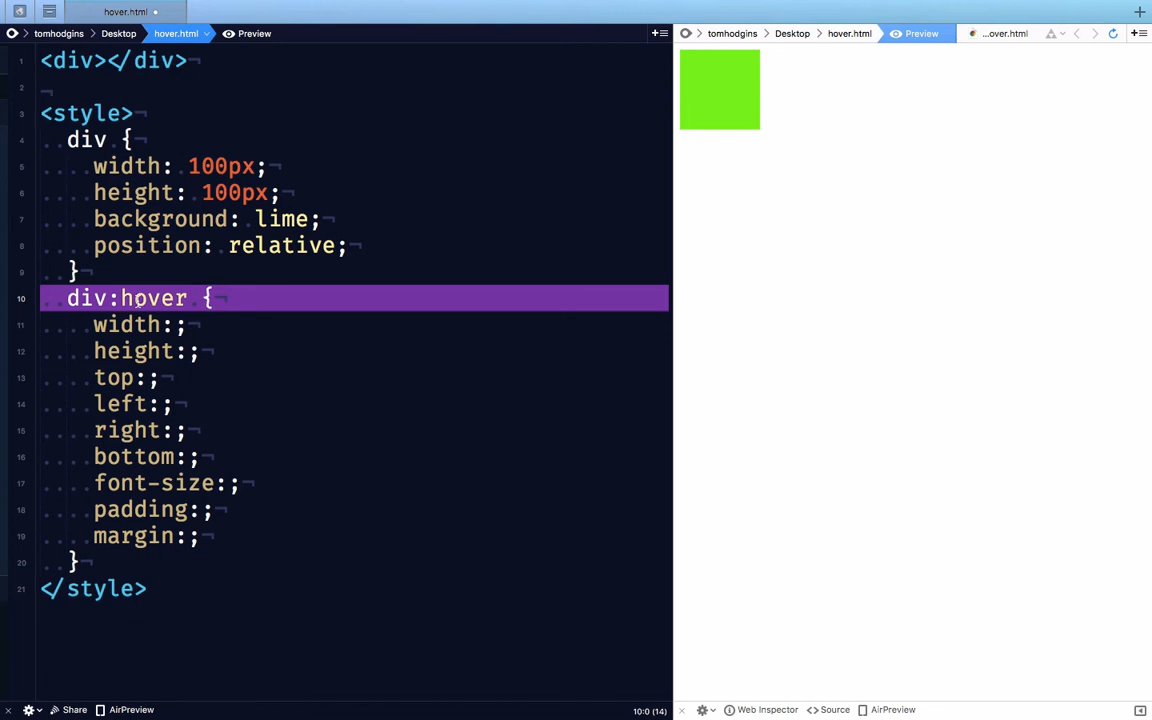 hover.html
tomhodgins Desktop hover.html Preview
1 <div></div>
2
3 <style>
4 div {
5 width: 100px;
6 height: 100px;
7 background: lime;
8 position: relative;
9 }
10 div:hover {
11 width:;
12 height:;
13 top:;
14 left:;
15 right:;
16 bottom:;
17 font-size:;
18 padding:;
19 margin:;
20 }
21 </style>
Share AirPreview 10:0 (14)
tomhodgins Desktop hover.html Preview ...over.html
Web Inspector Source AirPreview